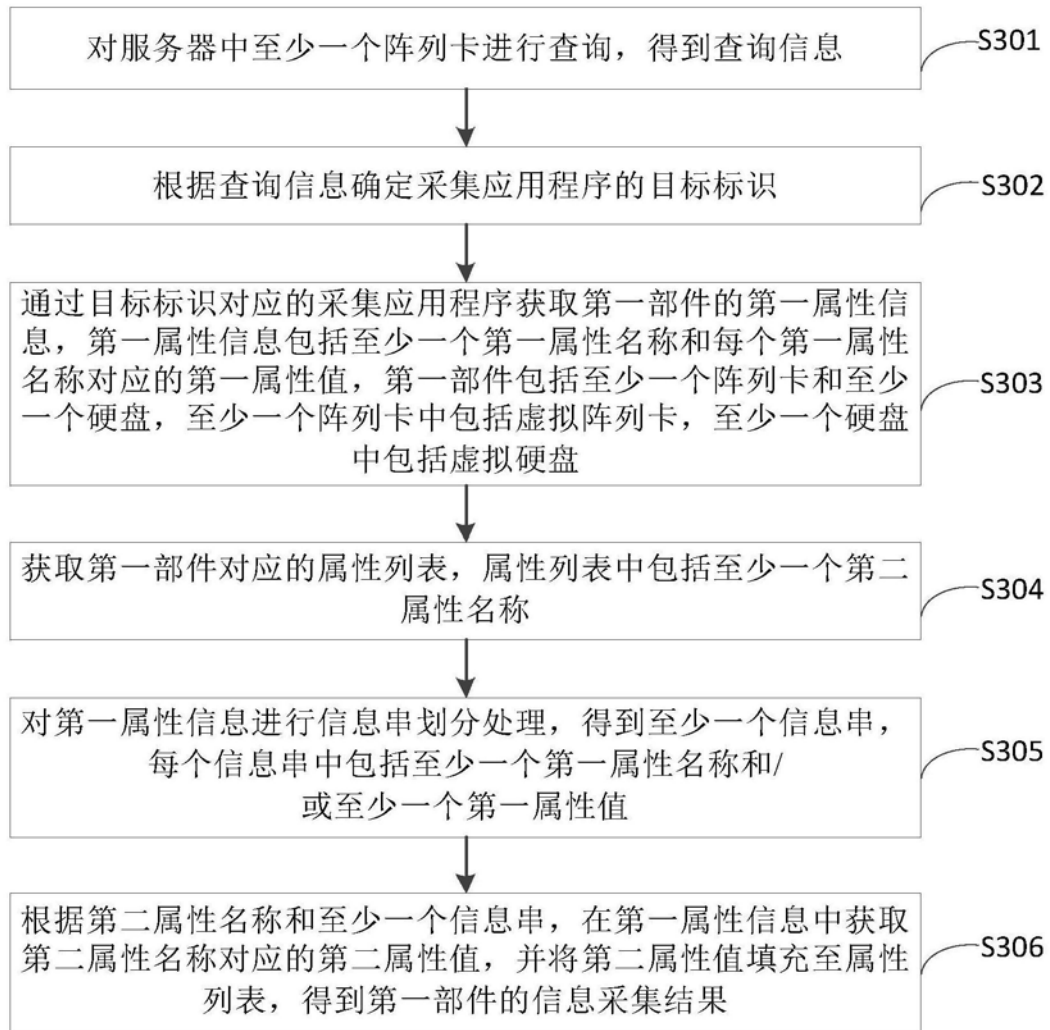 对服务器中至少一个阵列卡进行查询，得到查询信息
S301
根据查询信息确定采集应用程序的目标标识
S302
通过目标标识对应的采集应用程序获取第一部件的第一属性信
息，第一属性信息包括至少一个第一属性名称和每个第一属性
名称对应的第一属性值，第一部件包括至少一个阵列卡和至少
一个硬盘，至少一个阵列卡中包括虚拟阵列卡，至少一个硬盘
中包括虚拟硬盘
S303
获取第一部件对应的属性列表，属性列表中包括至少一个第二
属性名称
S304
对第一属性信息进行信息串划分处理，得到至少一个信息串，
每个信息串中包括至少一个第一属性名称和/
或至少一个第一属性值
S305
根据第二属性名称和至少一个信息串，在第一属性信息中获取
第二属性名称对应的第二属性值，并将第二属性值填充至属性
列表，得到第一部件的信息采集结果
S306